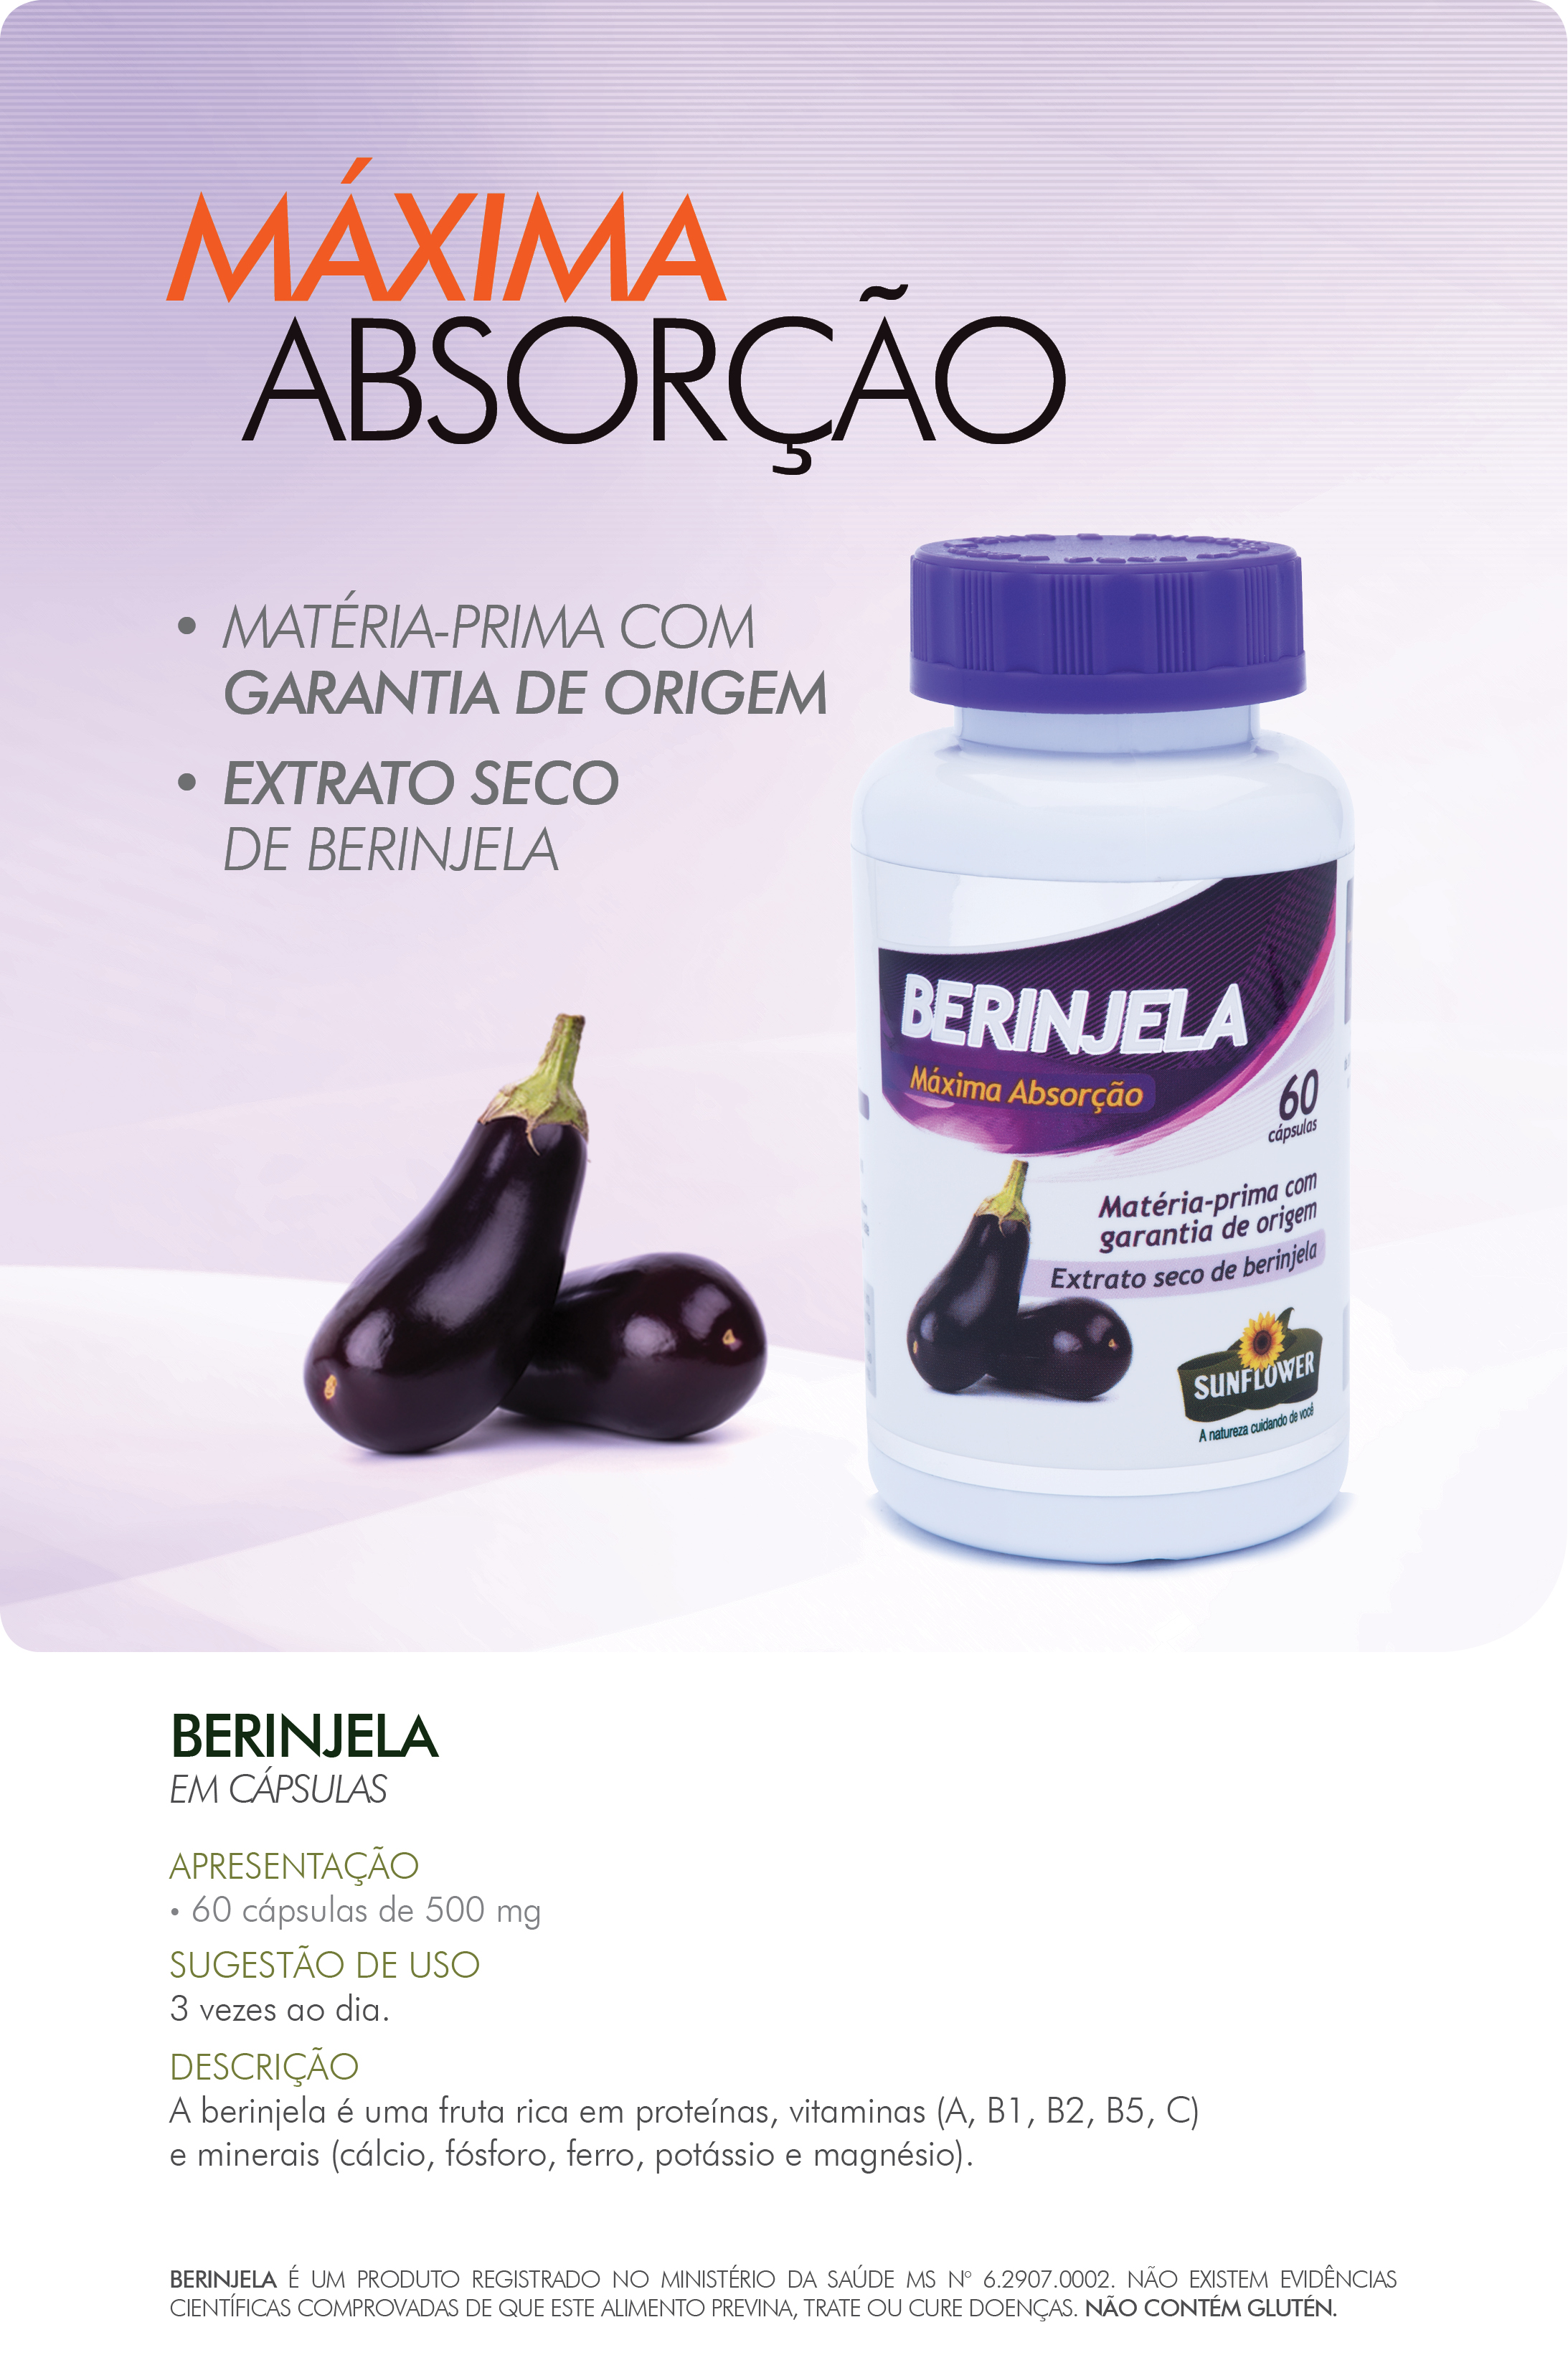 MÁXIMA
ABSORÇÃO
• MATÉRIA-PRIMA COM
GARANTIA DE ORIGEM
• EXTRATO SECO
DE BERINJELA
BERINJELA
Máxima Absorção
60
cápsulas
Matéria-prima com
garantia de origem
Extrato seco de berinjela
SUNFLOWER
A natureza cuidando de você
BERINJELA
EM CÁPSULAS
APRESENTAÇÃO
• 60 cápsulas de 500 mg
SUGESTÃO DE USO
3 vezes ao dia.
DESCRIÇÃO
A berinjela é uma fruta rica em proteínas, vitaminas (A, B1, B2, B5, C)
e minerais (cálcio, fósforo, ferro, potássio e magnésio).
BERINJELA É UM PRODUTO REGISTRADO NO MINISTÉRIO DA SAÚDE MS Nº 6.2907.0002. NÃO EXISTEM EVIDÊNCIAS
CIENTÍFICAS COMPROVADAS DE QUE ESTE ALIMENTO PREVINA, TRATE OU CURE DOENÇAS. NÃO CONTÉM GLUTÉN.